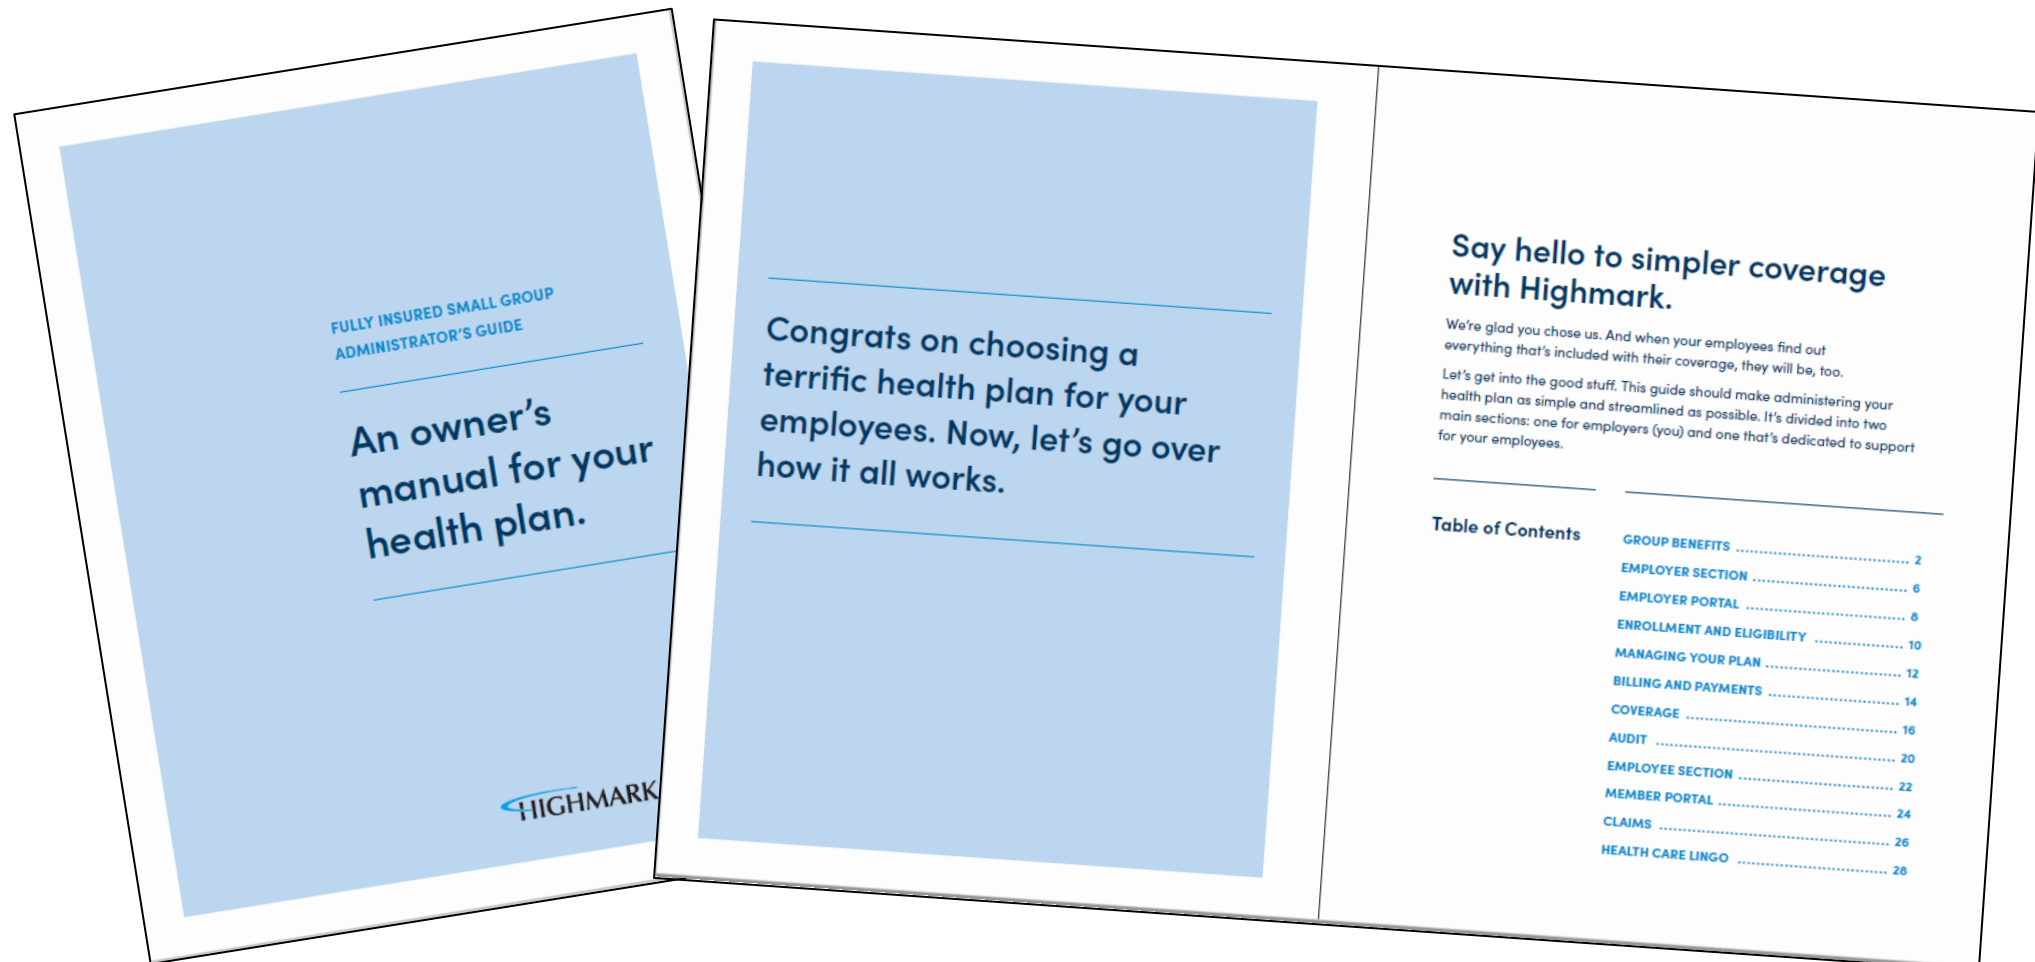 FULLY INSURED SMALL GROUP
ADMINISTRATOR'S GUIDE
An owner's
manual for your
health plan.
HIGHMARK
Congrats on choosing a
terrific health plan for your
employees. Now, let's go over
how it all works.
Say hello to simpler coverage
with Highmark.
We're glad you chose us. And when your employees find out
everything that's included with their coverage, they will be, too.
Let's get into the good stuff. This guide should make administering your
health plan as simple and streamlined as possible. It's divided into two
main sections: one for employers (you) and one that's dedicated to support
for your employees.
Table of Contents
GROUP BENEFITS ........................................ 2
EMPLOYER SECTION ................................... 6
EMPLOYER PORTAL ..................................... 8
ENROLLMENT AND ELIGIBILITY .................... 10
MANAGING YOUR PLAN .............................. 12
BILLING AND PAYMENTS ............................. 14
COVERAGE ................................................ 16
AUDIT ....................................................... 20
EMPLOYEE SECTION ................................... 22
MEMBER PORTAL ........................................ 24
CLAIMS ..................................................... 26
HEALTH CARE LINGO .................................. 28